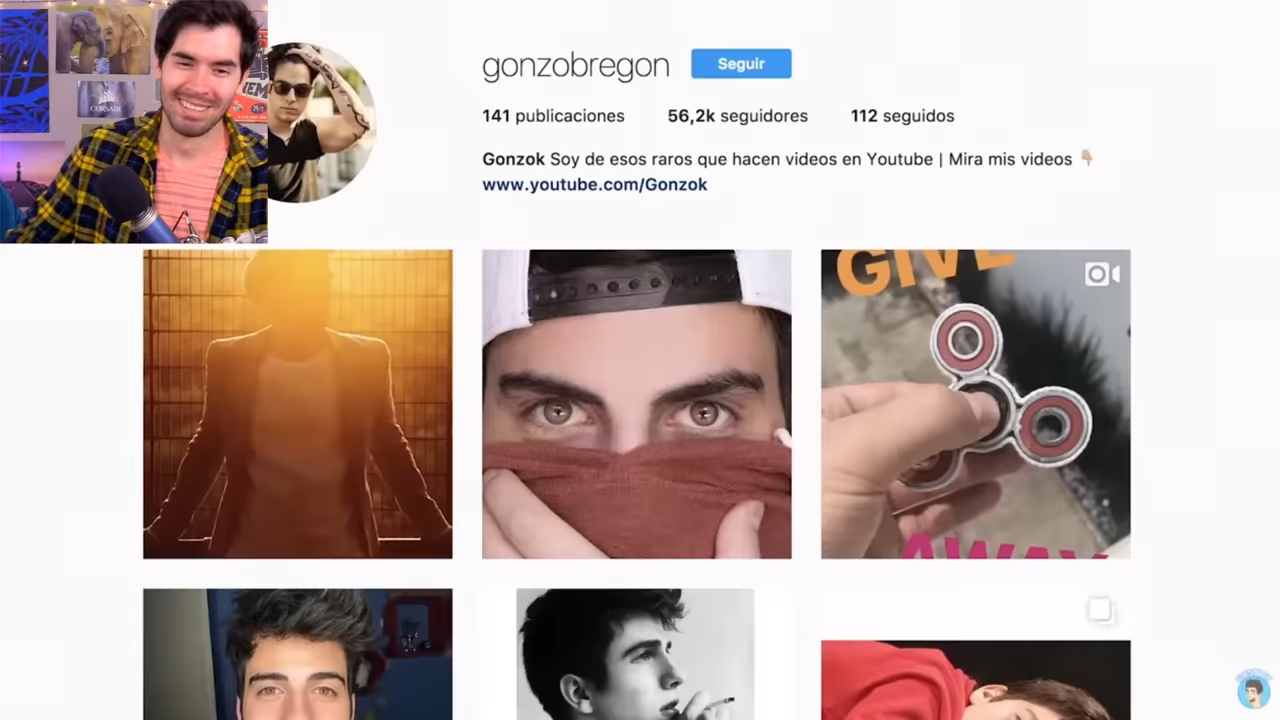 CORSAIR
gonzobregon
Seguir
141 publicaciones
56,2k seguidores
112 seguidos
Gonzok Soy de esos raros que hacen videos en Youtube | Mira mis videos 👇🏼
www.youtube.com/Gonzok
GIVE
AWAY